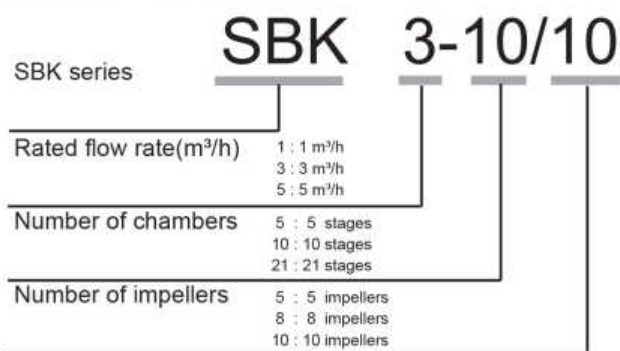 SBK 3-10/10
SBK series
Rated flow rate(m³/h)
1 : 1 m³/h
3 : 3 m³/h
5 : 5 m³/h
Number of chambers
5 : 5 stages
10 : 10 stages
21 : 21 stages
Number of impellers
5 : 5 impellers
8 : 8 impellers
10 : 10 impellers